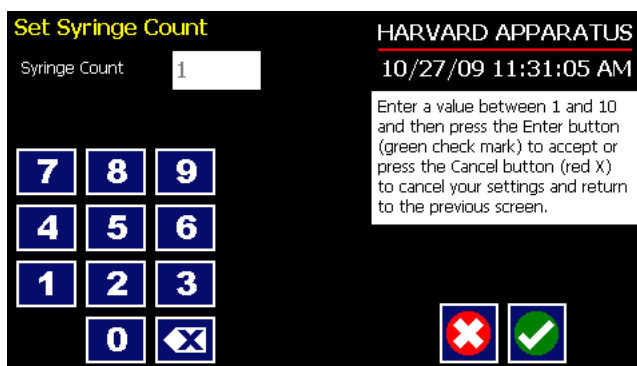 Set Syringe Count
Syringe Count 1
7 8 9
4 5 6
1 2 3
0
HARVARD APPARATUS
10/27/09 11:31:05 AM
Enter a value between 1 and 10
and then press the Enter button
(green check mark) to accept or
press the Cancel button (red X)
to cancel your settings and return
to the previous screen.